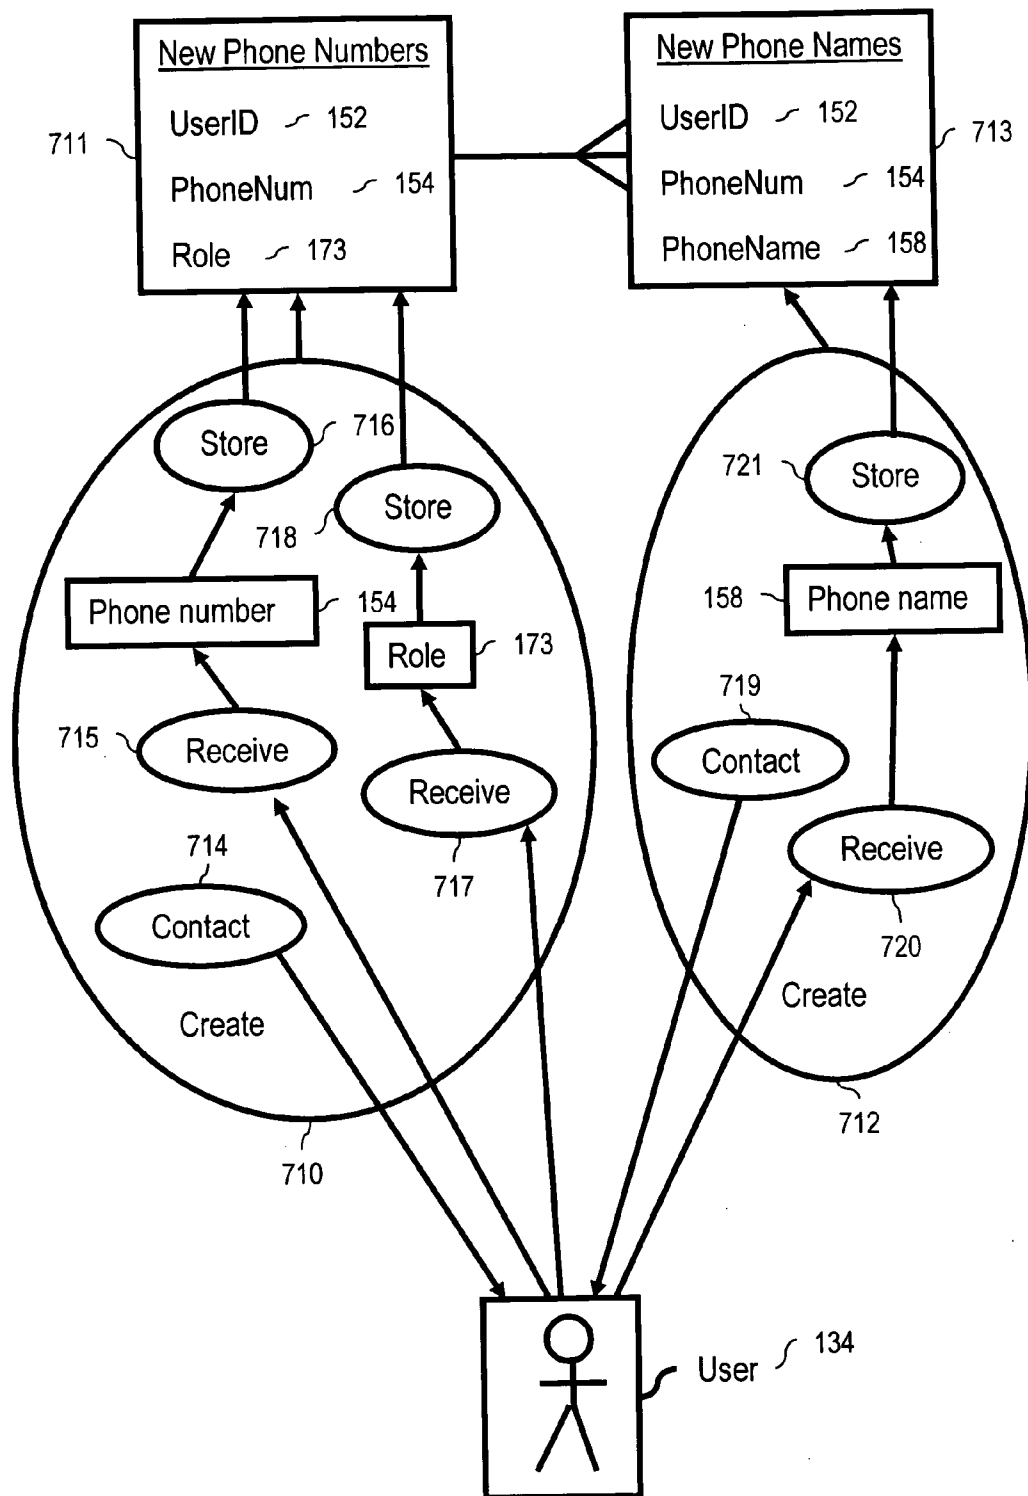 New Phone Numbers
UserID 152
PhoneNum 154
Role 173
711
New Phone Names
UserID 152
PhoneNum 154
PhoneName 158
713
Store 716
Store
718
Phone number 154
Role 173
715 Receive
Receive
717
714
Contact
Create
710
721 Store
158 Phone name
719
Contact
Receive
720
Create
712
User 134